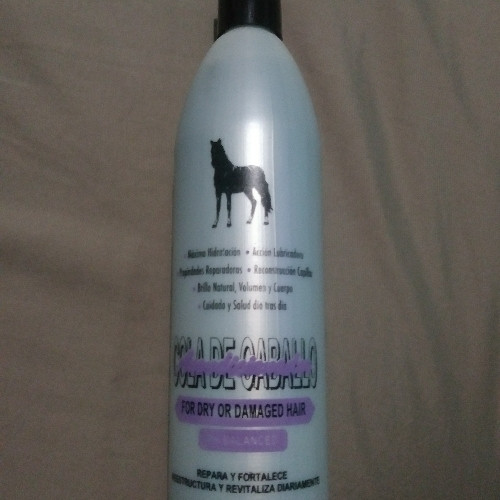 • Máxima Hidratación • Acción Lubricadora
• Propiedades Reparadoras • Reconstrucción Capilar
• Brillo Natural, Volumen y Cuerpo
• Cuidado y Salud día tras día
COLA DE CABALLO
FOR DRY OR DAMAGED HAIR
BALANCED
REPARA Y FORTALECE
REESTRUCTURA Y REVITALIZA DIARIAMENTE